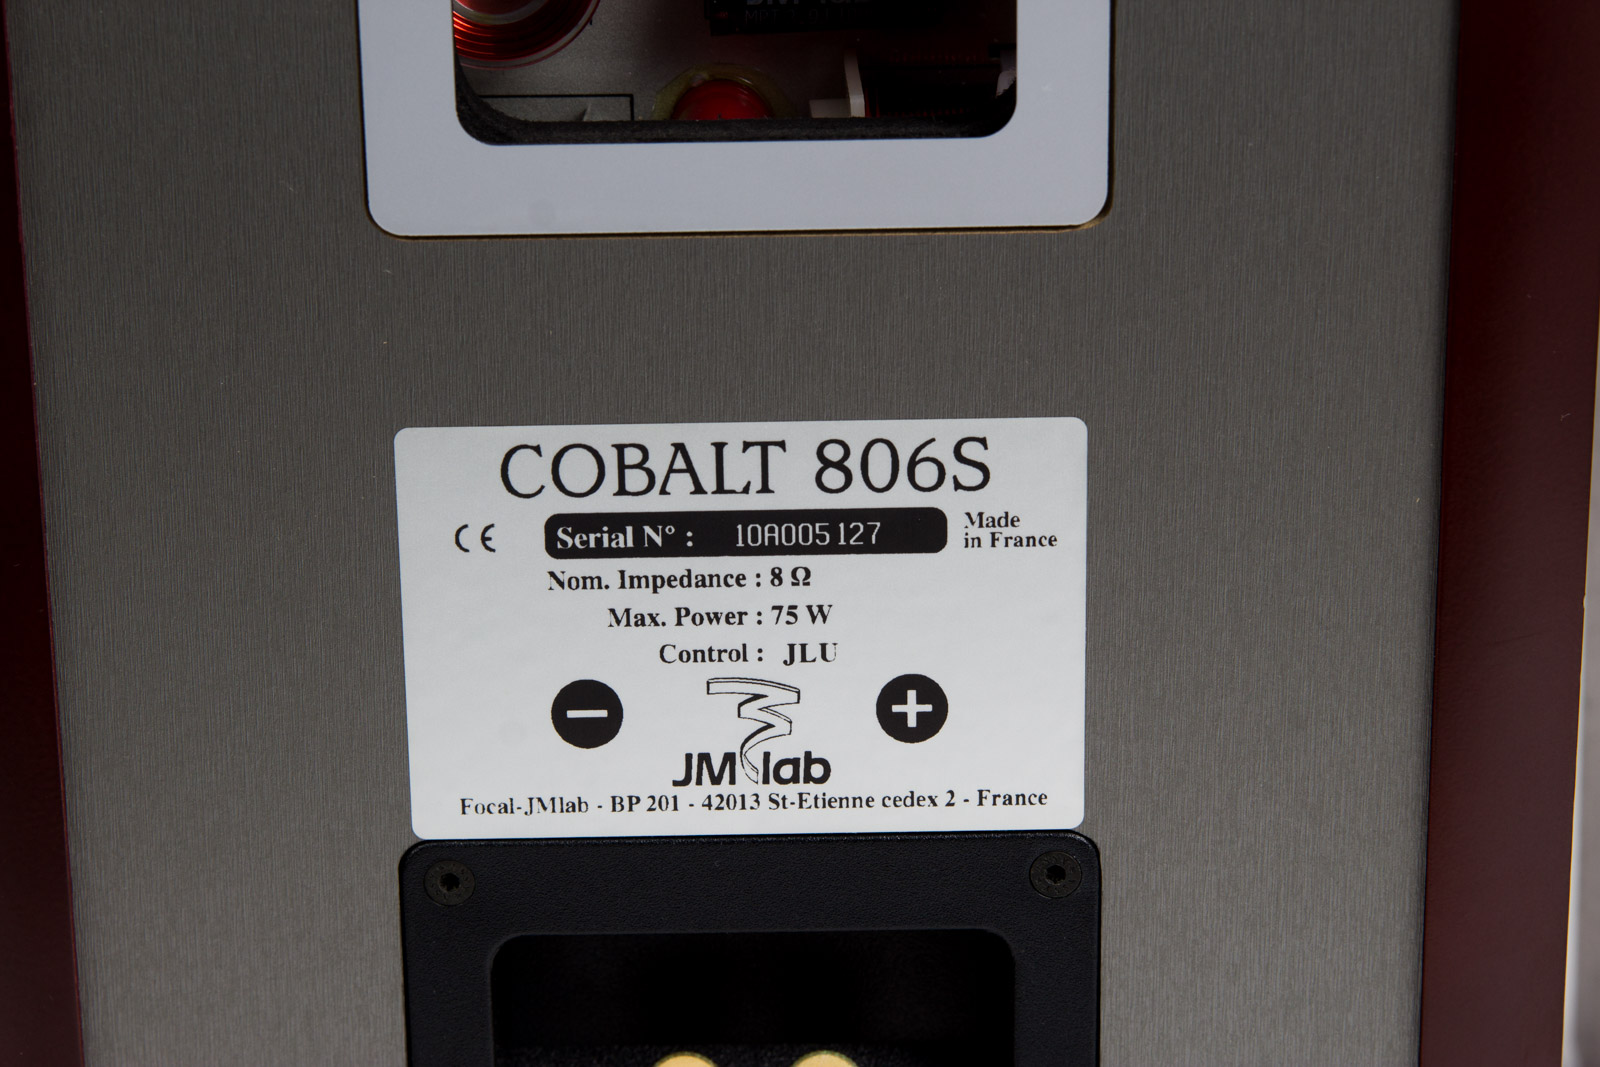 COBALT 806S
CE
Serial N° : 10A005127
Made
in France
Nom. Impedance : 8 Ω
Max. Power : 75 W
Control : JLU
− +
JMlab
Focal-JMlab - BP 201 - 42013 St-Etienne cedex 2 - France